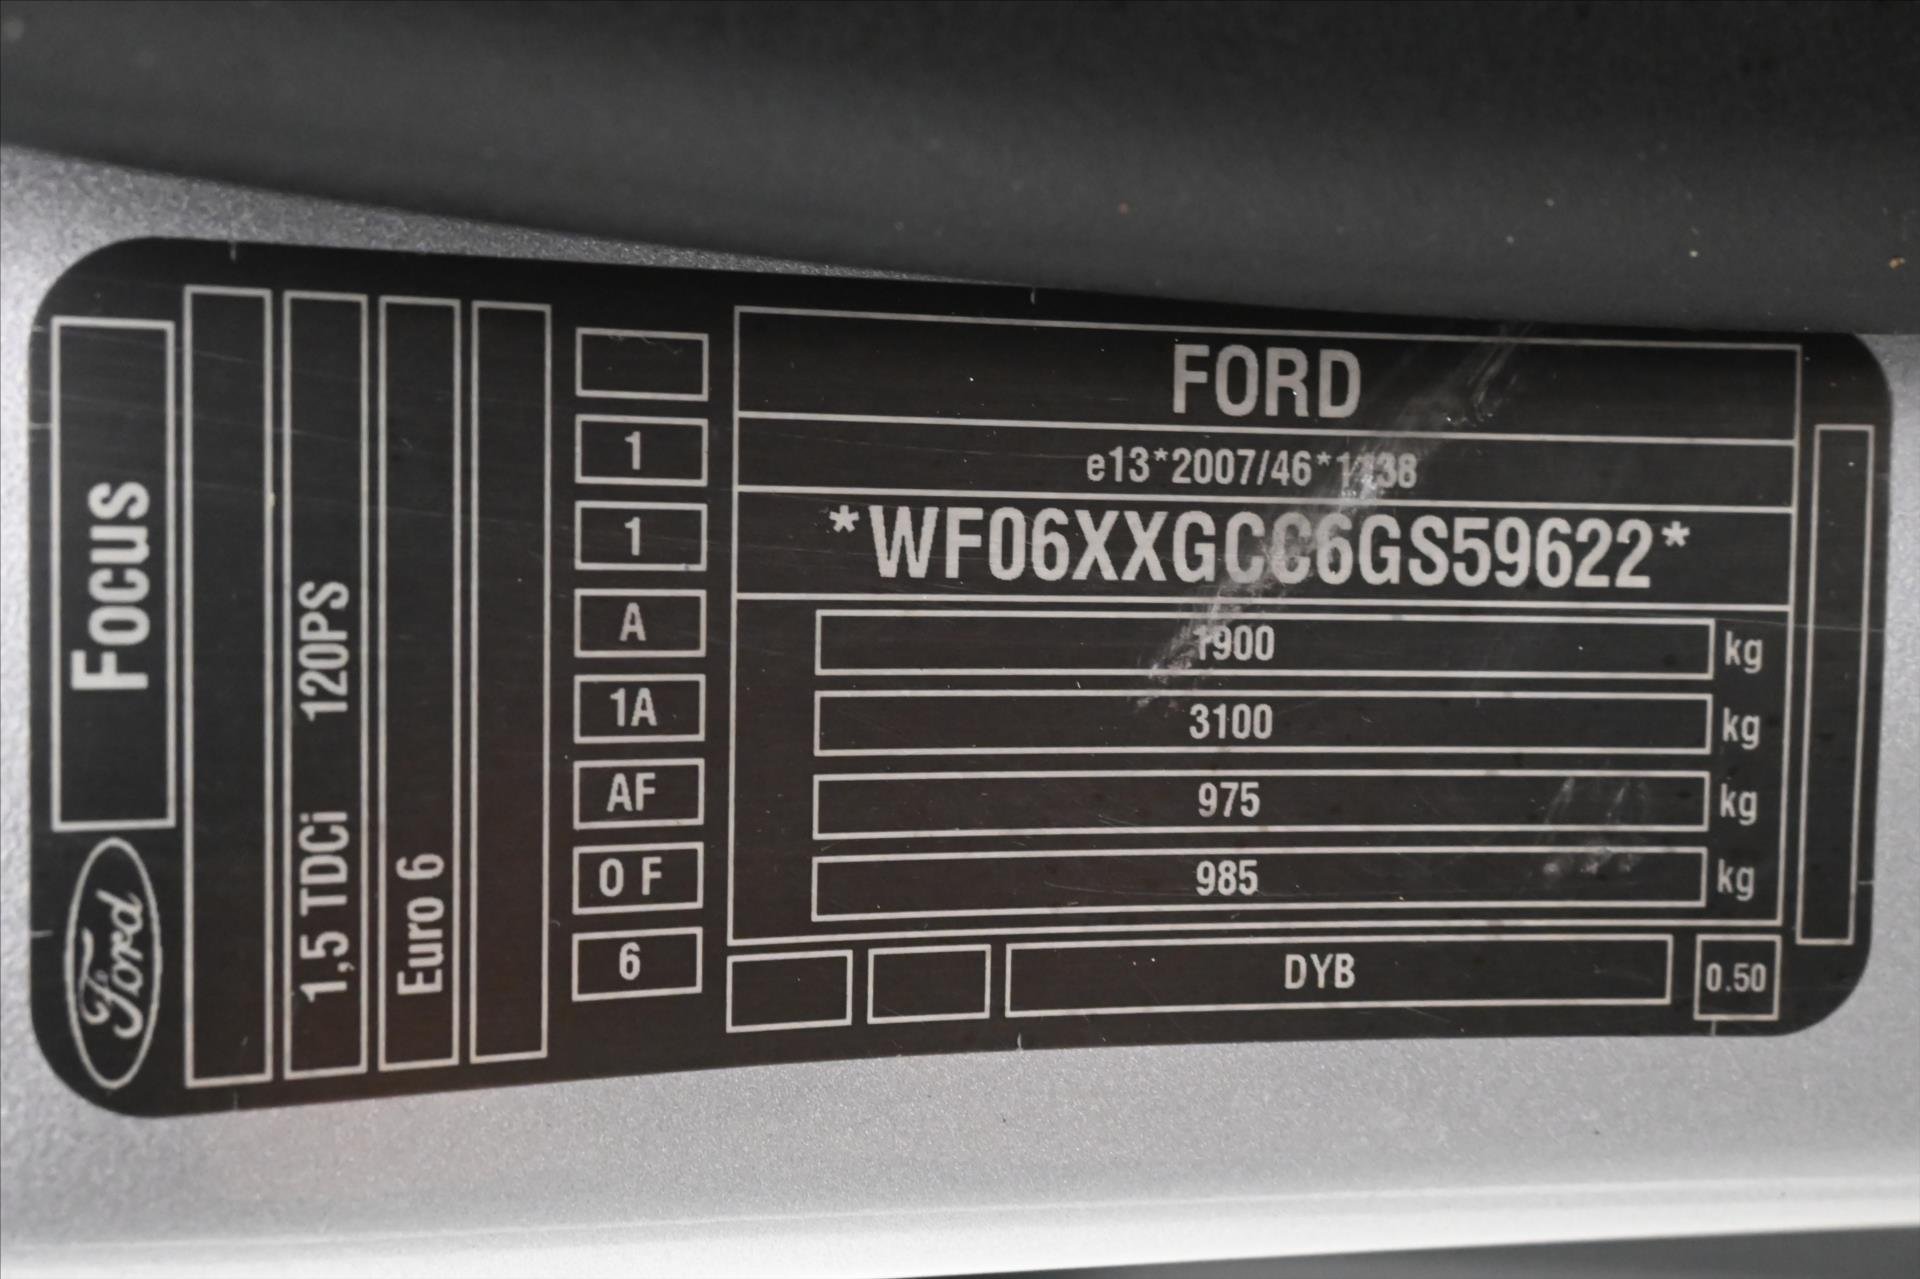 Ford
Focus
1,5 TDCi 120PS
Euro 6
1
1
A
1A
AF
0 F
6
FORD
e13*2007/46*1138
*WF06XXGCC6GS59622*
1900 kg
3100 kg
975 kg
985 kg
DYB
0.50